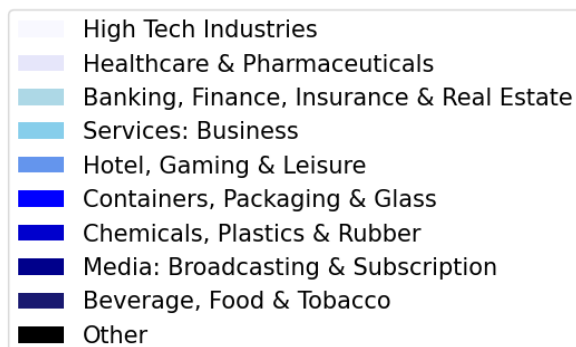 High Tech Industries
Healthcare & Pharmaceuticals
Banking, Finance, Insurance & Real Estate
Services: Business
Hotel, Gaming & Leisure
Containers, Packaging & Glass
Chemicals, Plastics & Rubber
Media: Broadcasting & Subscription
Beverage, Food & Tobacco
Other